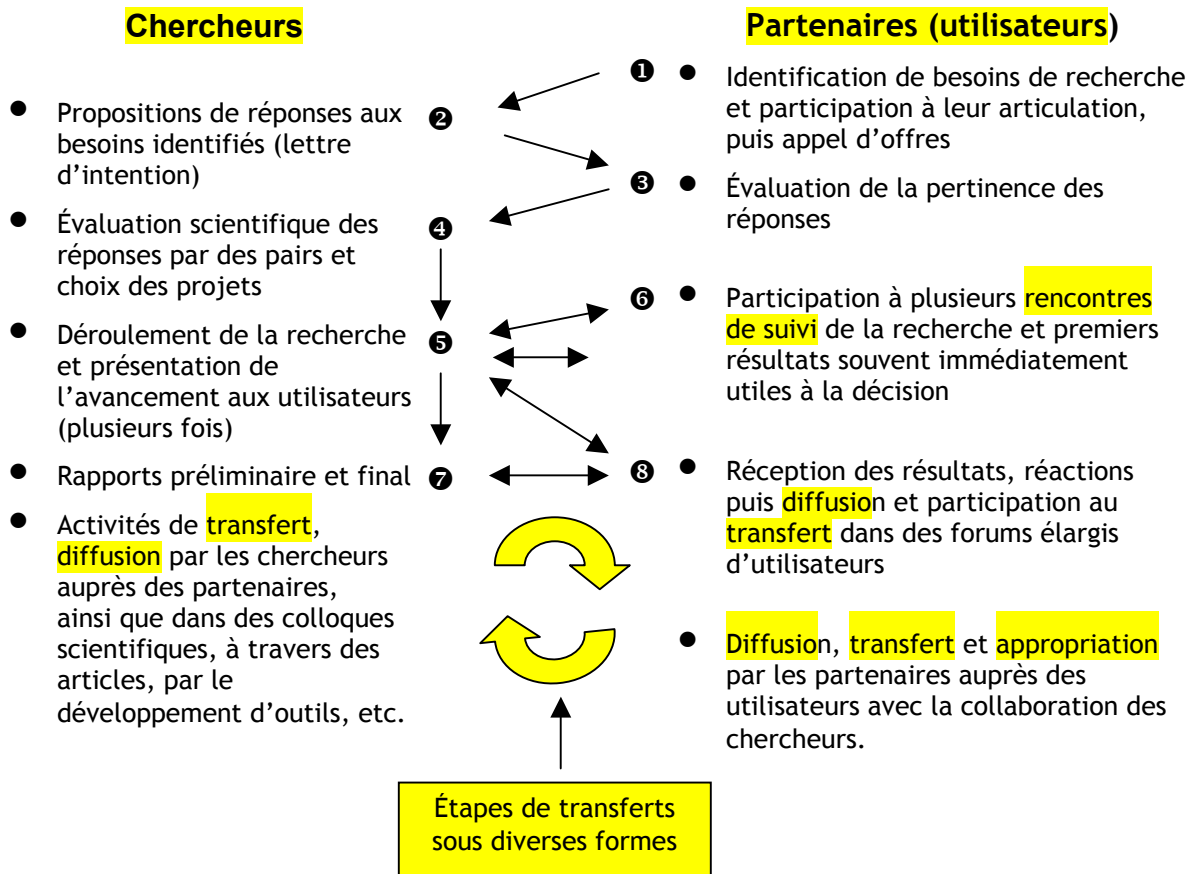 Chercheurs
❷
● Propositions de réponses aux
besoins identifiés (lettre
d’intention)
❹
● Évaluation scientifique des
réponses par des pairs et
choix des projets
❺
● Déroulement de la recherche
et présentation de
l’avancement aux utilisateurs
(plusieurs fois)
● Rapports préliminaire et final ❼
● Activités de transfert,
diffusion par les chercheurs
auprès des partenaires,
ainsi que dans des colloques
scientifiques, à travers des
articles, par le
développement d’outils, etc.
Partenaires (utilisateurs)
❶ ● Identification de besoins de recherche
et participation à leur articulation,
puis appel d’offres
❸ ● Évaluation de la pertinence des
réponses
❻ ● Participation à plusieurs rencontres
de suivi de la recherche et premiers
résultats souvent immédiatement
utiles à la décision
❽ ● Réception des résultats, réactions
puis diffusion et participation au
transfert dans des forums élargis
d’utilisateurs
● Diffusion, transfert et appropriation
par les partenaires auprès des
utilisateurs avec la collaboration des
chercheurs.
Étapes de transferts
sous diverses formes